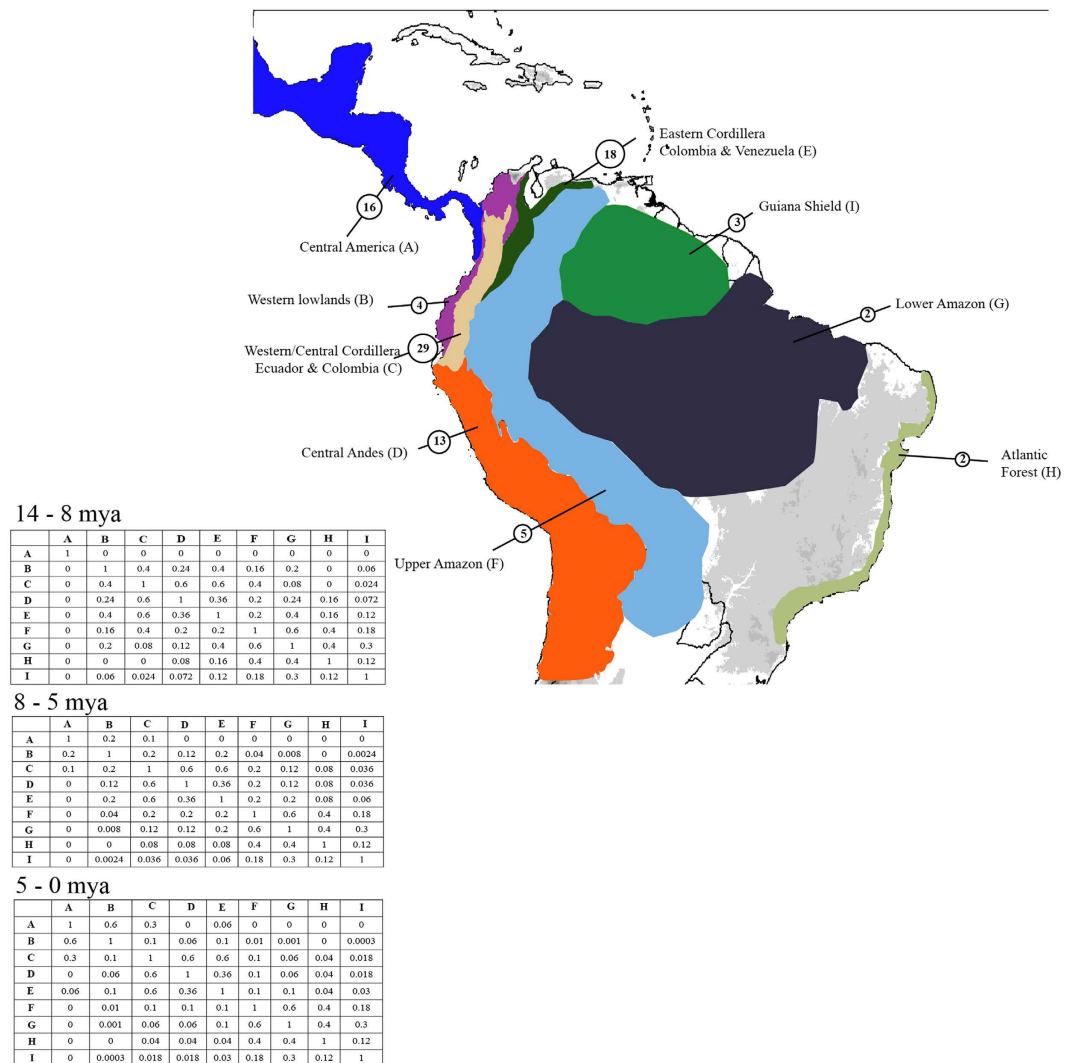 18
Eastern Cordillera
Colombia & Venezuela (E)
16
Central America (A)
3
Guiana Shield (I)
Western lowlands (B)
4
2
Lower Amazon (G)
Western/Central Cordillera
Ecuador & Colombia (C)
29
Central Andes (D)
13
2
Atlantic
Forest (H)
5
Upper Amazon (F)
14 - 8 mya
A B C D E F G H I
A 1 0 0 0 0 0 0 0 0
B 0 1 0.4 0.24 0.4 0.16 0.2 0 0.06
C 0 0.4 1 0.6 0.6 0.4 0.08 0 0.024
D 0 0.24 0.6 1 0.36 0.2 0.24 0.16 0.072
E 0 0.4 0.6 0.36 1 0.2 0.4 0.16 0.12
F 0 0.16 0.4 0.2 0.2 1 0.6 0.4 0.18
G 0 0.2 0.08 0.12 0.4 0.6 1 0.4 0.3
H 0 0 0 0.08 0.16 0.4 0.4 1 0.12
I 0 0.06 0.024 0.072 0.12 0.18 0.3 0.12 1
8 - 5 mya
A B C D E F G H I
A 1 0.2 0.1 0 0 0 0 0 0
B 0.2 1 0.2 0.12 0.2 0.04 0.008 0 0.0024
C 0.1 0.2 1 0.6 0.6 0.2 0.12 0.08 0.036
D 0 0.12 0.6 1 0.36 0.2 0.12 0.08 0.036
E 0 0.2 0.6 0.36 1 0.2 0.2 0.08 0.06
F 0 0.04 0.2 0.2 0.2 1 0.6 0.4 0.18
G 0 0.008 0.12 0.12 0.2 0.6 1 0.4 0.3
H 0 0 0.08 0.08 0.08 0.4 0.4 1 0.12
I 0 0.0024 0.036 0.036 0.06 0.18 0.3 0.12 1
5 - 0 mya
A B C D E F G H I
A 1 0.6 0.3 0 0.06 0 0 0 0
B 0.6 1 0.1 0.06 0.1 0.01 0.001 0 0.0003
C 0.3 0.1 1 0.6 0.6 0.1 0.06 0.04 0.018
D 0 0.06 0.6 1 0.36 0.1 0.06 0.04 0.018
E 0.06 0.1 0.6 0.36 1 0.1 0.1 0.04 0.03
F 0 0.01 0.1 0.1 0.1 1 0.6 0.4 0.18
G 0 0.001 0.06 0.06 0.1 0.6 1 0.4 0.3
H 0 0 0.04 0.04 0.04 0.4 0.4 1 0.12
I 0 0.0003 0.018 0.018 0.03 0.18 0.3 0.12 1